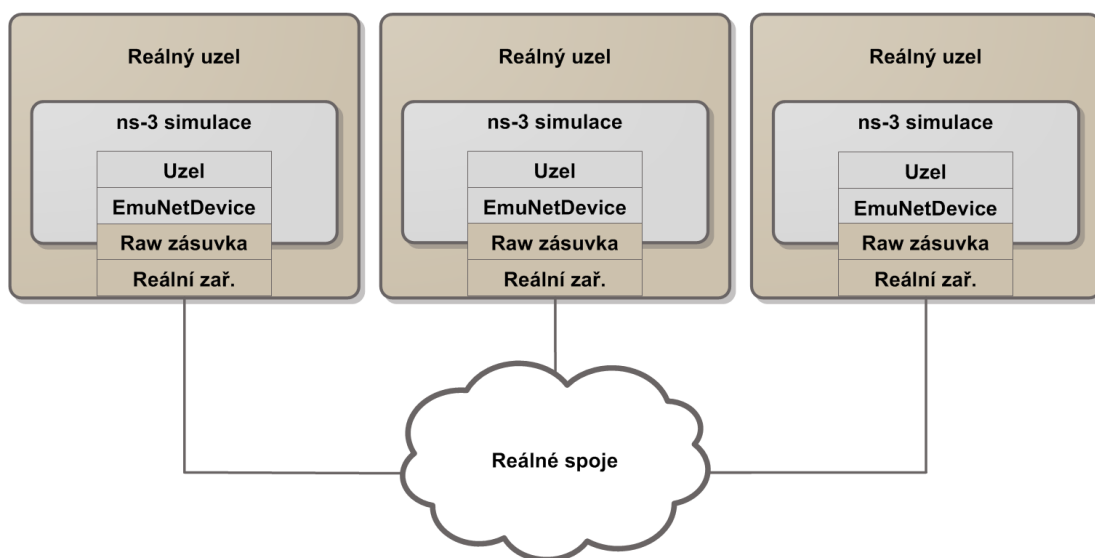 Reálný uzel
ns-3 simulace
Uzel
EmuNetDevice
Raw zásuvka
Reální zař.
Reálný uzel
ns-3 simulace
Uzel
EmuNetDevice
Raw zásuvka
Reální zař.
Reálný uzel
ns-3 simulace
Uzel
EmuNetDevice
Raw zásuvka
Reální zař.
Reálné spoje